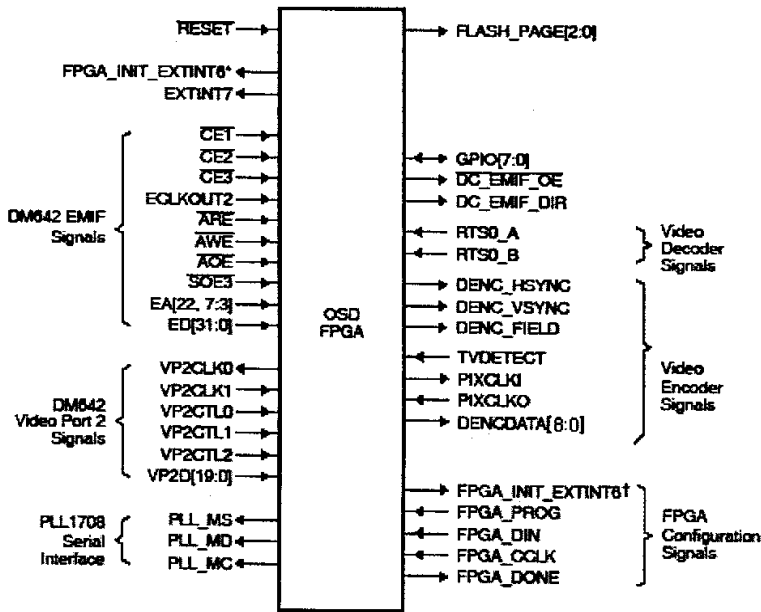 RESET
FPGA_INIT_EXTINT6*
EXTINT7
DM642 EMIF
Signals
CE1
CE2
CE3
ECLKOUT2
ARE
AWE
AOE
SOE3
EA[22, 7:3]
ED[31:0]
DM642
Video Port 2
Signals
VP2CLK0
VP2CLK1
VP2CTL0
VP2CTL1
VP2CTL2
VP2D[19:0]
PLL1708
Serial
Interface
PLL_MS
PLL_MD
PLL_MC
OSD
FPGA
FLASH_PAGE[2:0]
GPIO[7:0]
DC_EMIF_OE
DC_EMIF_DIR
RTS0_A
RTS0_B
Video
Decoder
Signals
DENC_HSYNC
DENC_VSYNC
DENC_FIELD
TVDETECT
PIXCLKI
PIXCLKO
DENCDATA[8:0]
Video
Encoder
Signals
FPGA_INIT_EXTINT6†
FPGA_PROG
FPGA_DIN
FPGA_CCLK
FPGA_DONE
FPGA
Configuration
Signals